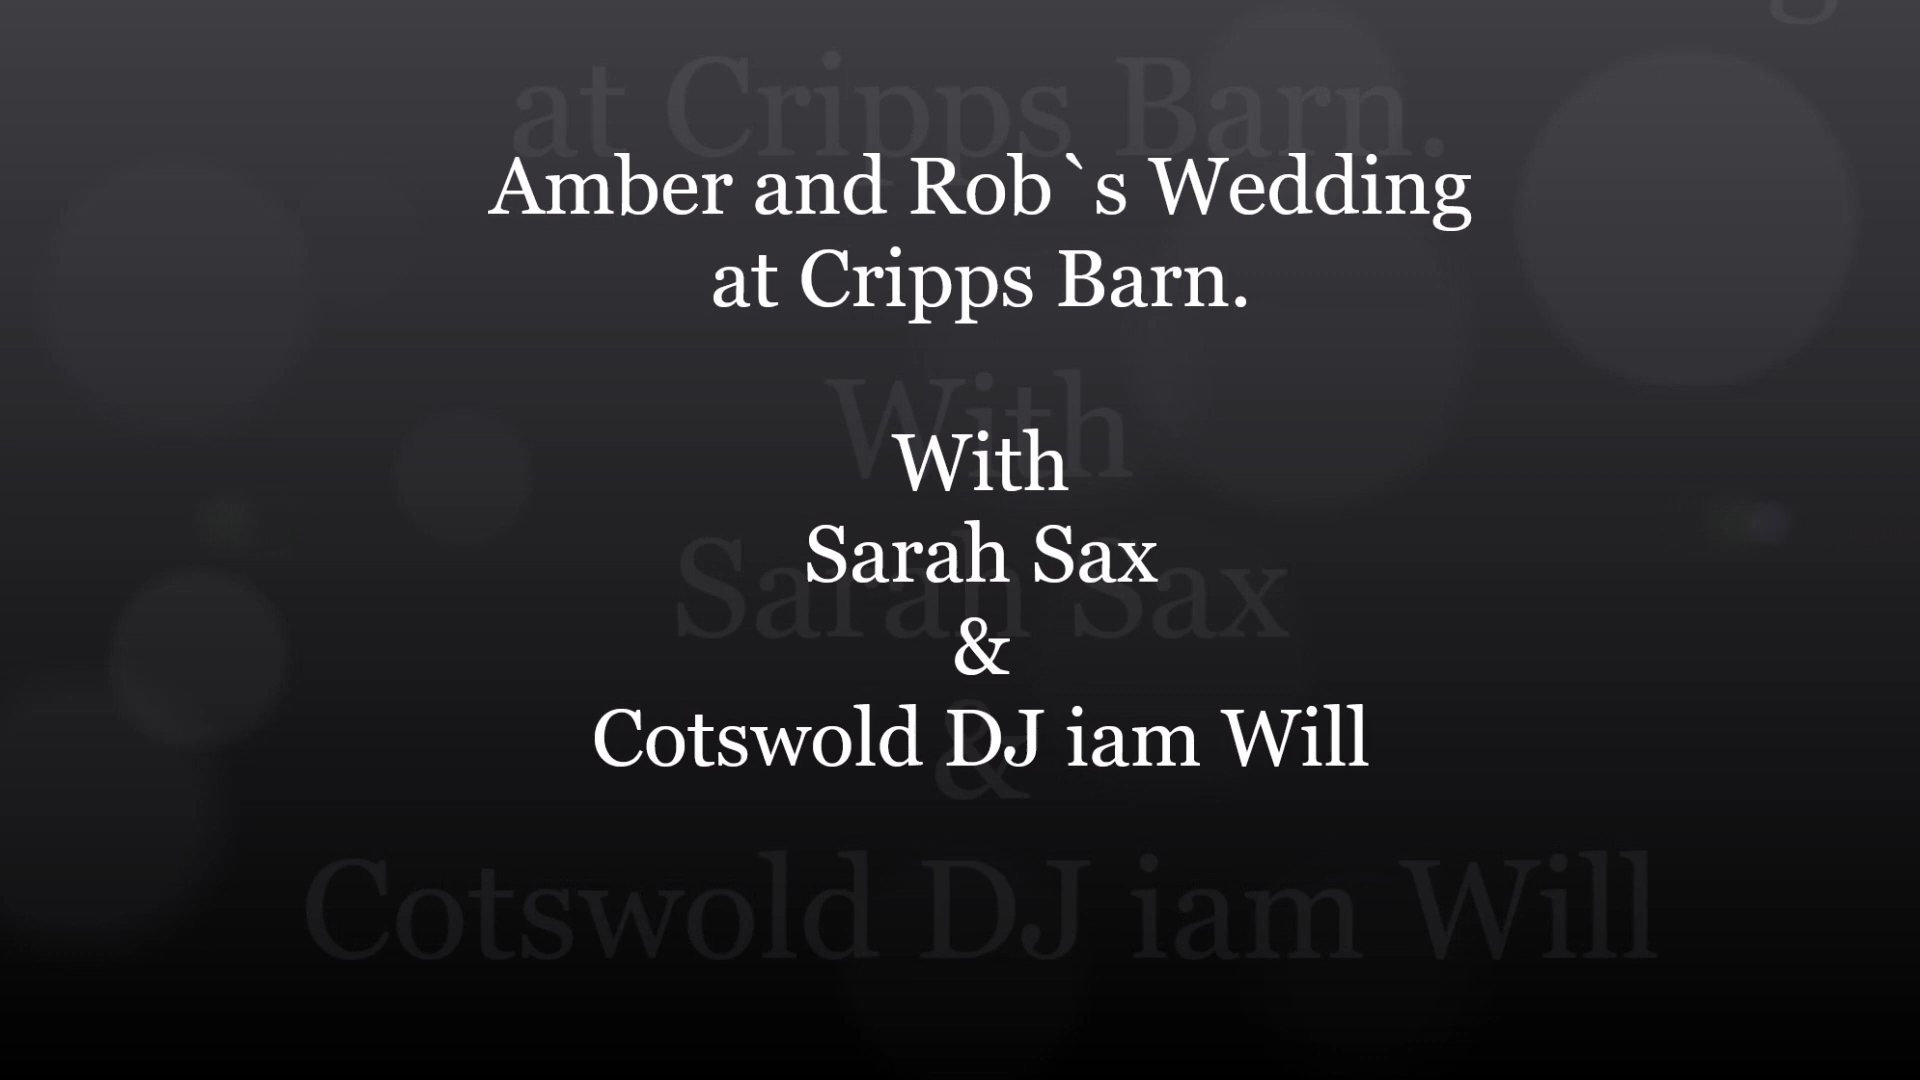 Amber and Rob`s Wedding
at Cripps Barn.
With
Sarah Sax
&
Cotswold DJ iam Will